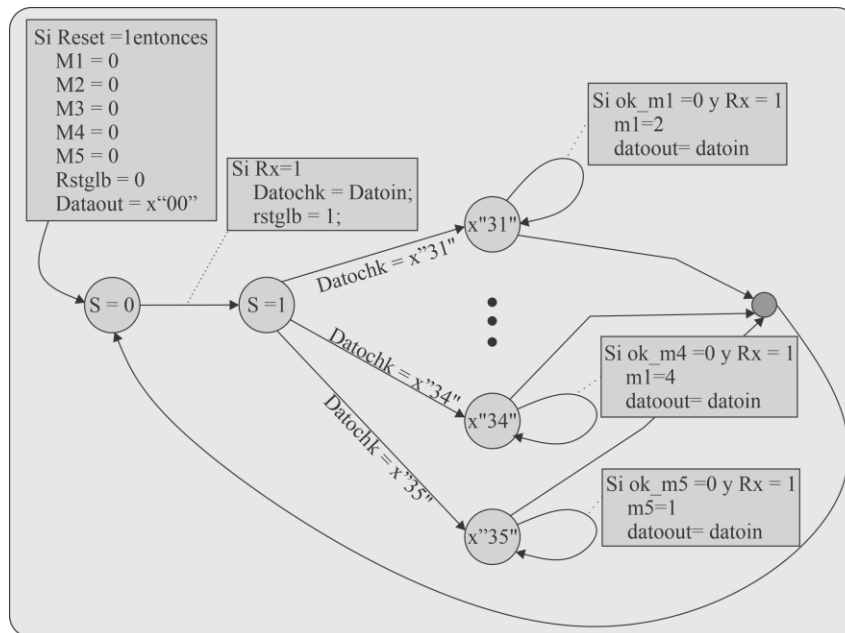 Si Reset =1entonces
M1 = 0
M2 = 0
M3 = 0
M4 = 0
M5 = 0
Rstglb = 0
Dataout = x“00”
Si Rx=1
Datochk = Datoin;
rstglb = 1;
Si ok_m1 =0 y Rx = 1
m1=2
datoout= datoin
S = 0
S =1
Datochk = x”31"
x"31"
Datochk = x”34"
x"34"
Si ok_m4 =0 y Rx = 1
m1=4
datoout= datoin
Datochk = x”35"
x”35"
Si ok_m5 =0 y Rx = 1
m5=1
datoout= datoin